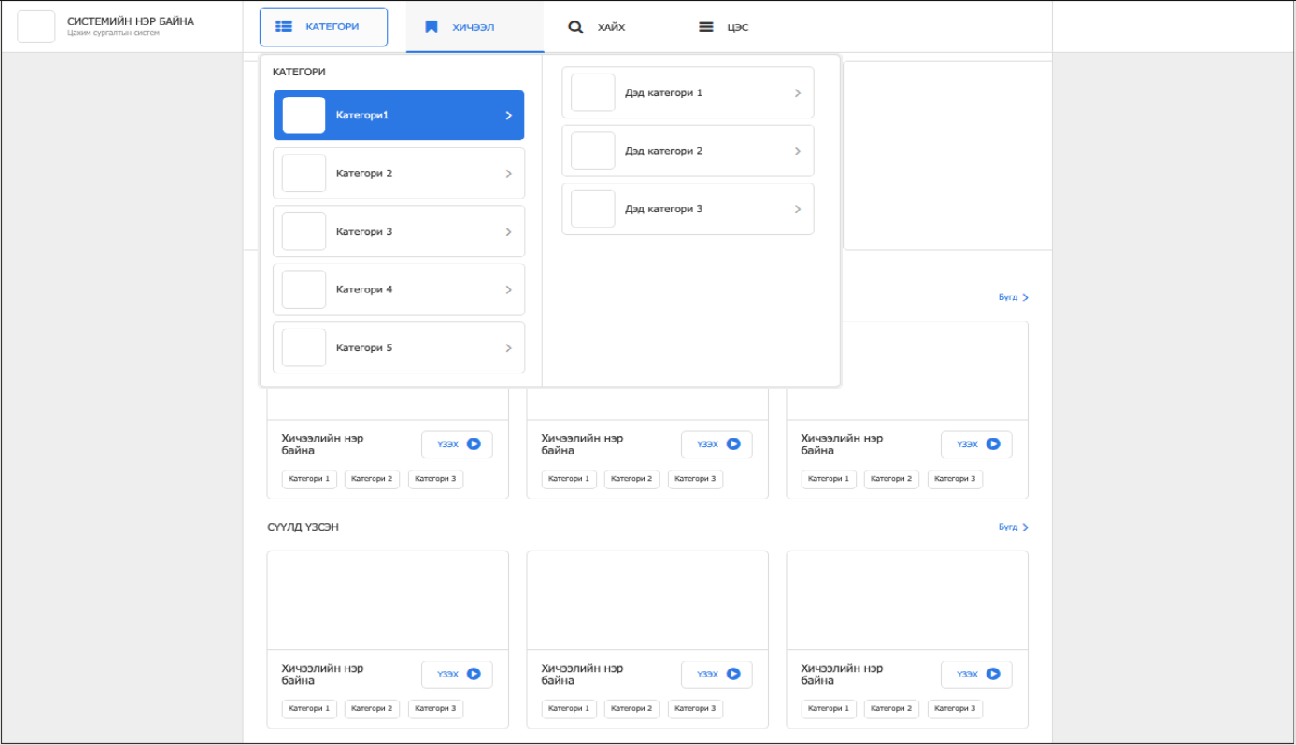 СИСТЕМИЙН НЭР БАЙНА
Цахим сургалтын систем
КАТЕГОРИ
ХИЧЭЭЛ
ХАЙХ
ЦЭС
КАТЕГОРИ
Категори1
Категори 2
Категори 3
Категори 4
Категори 5
Дэд категори 1
Дэд категори 2
Дэд категори 3
Бүгд
Хичээлийн нэр
байна
ҮЗЭХ
Категори 1 Категори 2 Категори 3
Хичээлийн нэр
байна
ҮЗЭХ
Категори 1 Категори 2 Категори 3
Хичээлийн нэр
байна
ҮЗЭХ
Категори 1 Категори 2 Категори 3
СҮҮЛД ҮЗСЭН
Бүгд
Хичээлийн нэр
байна
ҮЗЭХ
Категори 1 Категори 2 Категори 3
Хичээлийн нэр
байна
ҮЗЭХ
Категори 1 Категори 2 Категори 3
Хичээлийн нэр
байна
ҮЗЭХ
Категори 1 Категори 2 Категори 3